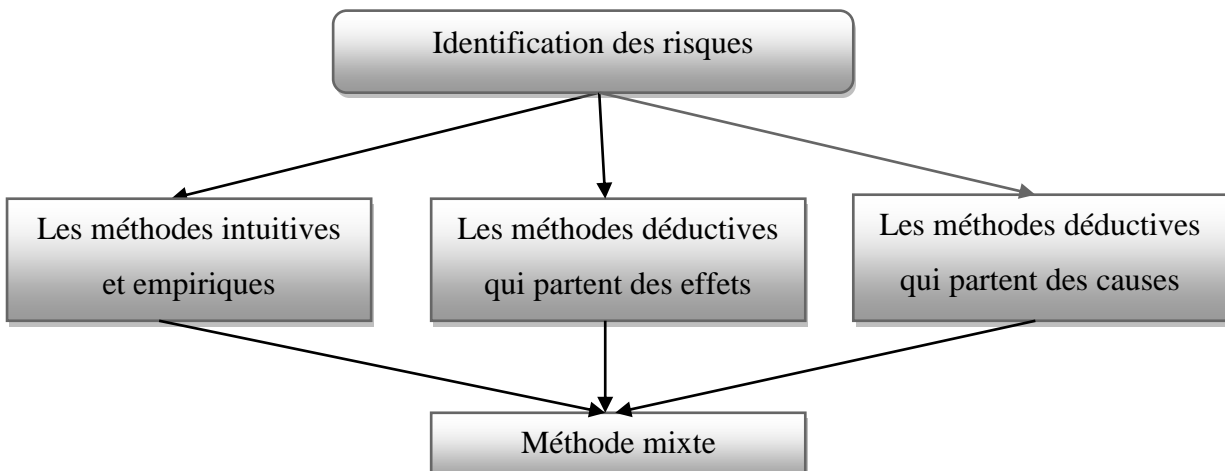 Identification des risques
Les méthodes intuitives
et empiriques
Les méthodes déductives
qui partent des effets
Les méthodes déductives
qui partent des causes
Méthode mixte